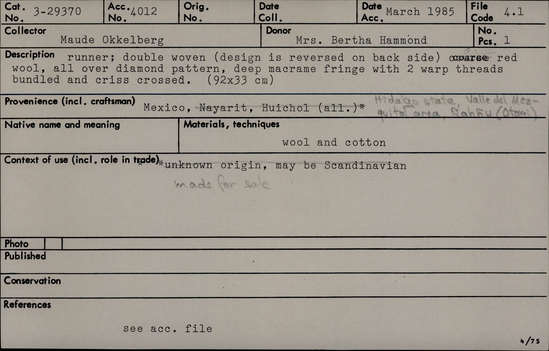 Cat. No. 3-29370 Acc. No. 4012 Orig. No. Date Coll. Date Acc. March 1985 File Code 4.1
Collector Maude Okkelberg Donor Mrs. Bertha Hammond No. Pcs. 1
Description runner; double woven (design is reversed on back side) coarse red
wool, all over diamond pattern, deep macrame fringe with 2 warp threads
bundled and criss crossed. (92x33 cm)
Provenience (incl. craftsman) Mexico, Nayarit, Huichol (all.)* Hidalgo state, Valle del Mez-
quital area, (Otomi)
Native name and meaning Materials, techniques
wool and cotton
Context of use (incl. role in trade) *unknown origin, may be Scandinavian
made for sale
Photo
Published
Conservation
References
see acc. file
4/75